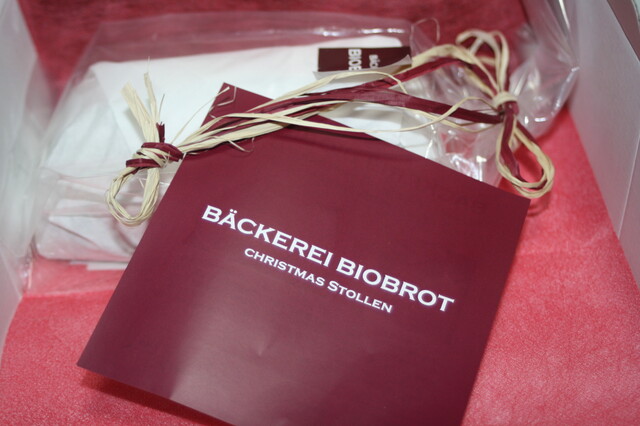 BÄCKEREI BIOBROT
CHRISTMAS STOLLEN